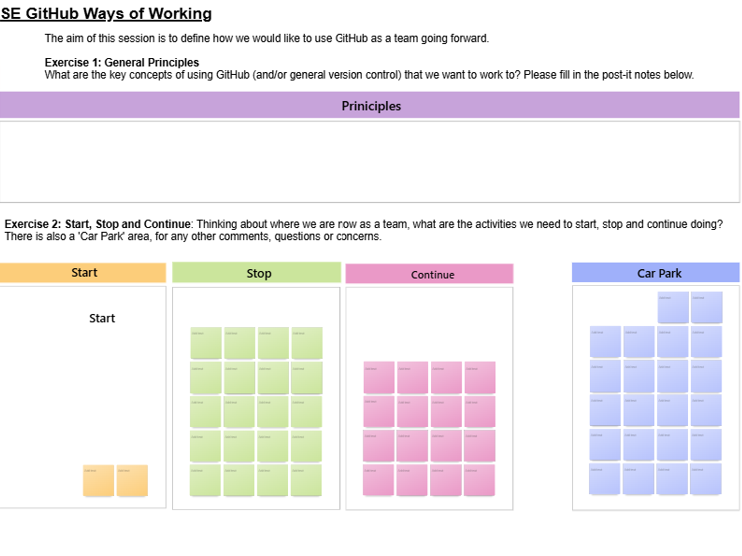 SE GitHub Ways of Working
The aim of this session is to define how we would like to use GitHub as a team going forward.
Exercise 1: General Principles
What are the key concepts of using GitHub (and/or general version control) that we want to work to? Please fill in the post-it notes below.
Priniciples
Exercise 2: Start, Stop and Continue: Thinking about where we are now as a team, what are the activities we need to start, stop and continue doing?
There is also a 'Car Park' area, for any other comments, questions or concerns.
Start
Stop
Continue
Car Park
Start